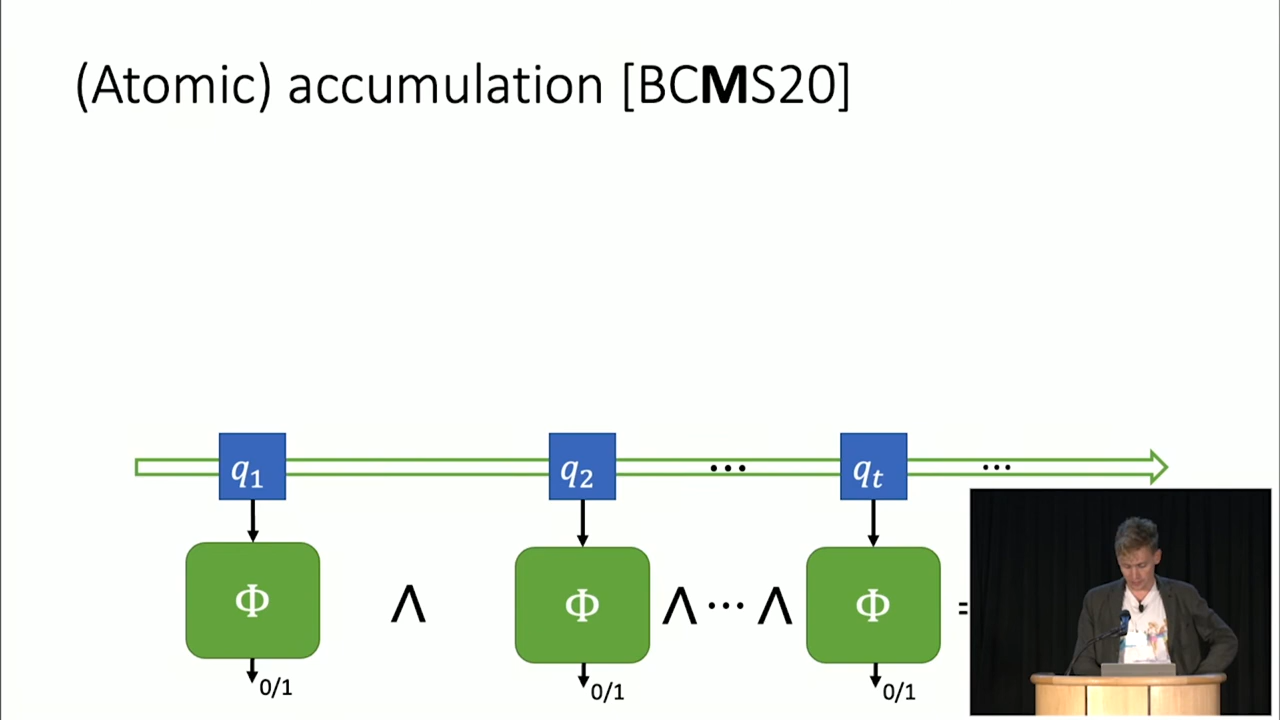 (Atomic) accumulation [BCMS20]
q₁ q₂ ⋯ qₜ ⋯
Φ ∧ Φ ∧ ⋯ ∧ Φ =
0/1 0/1 0/1